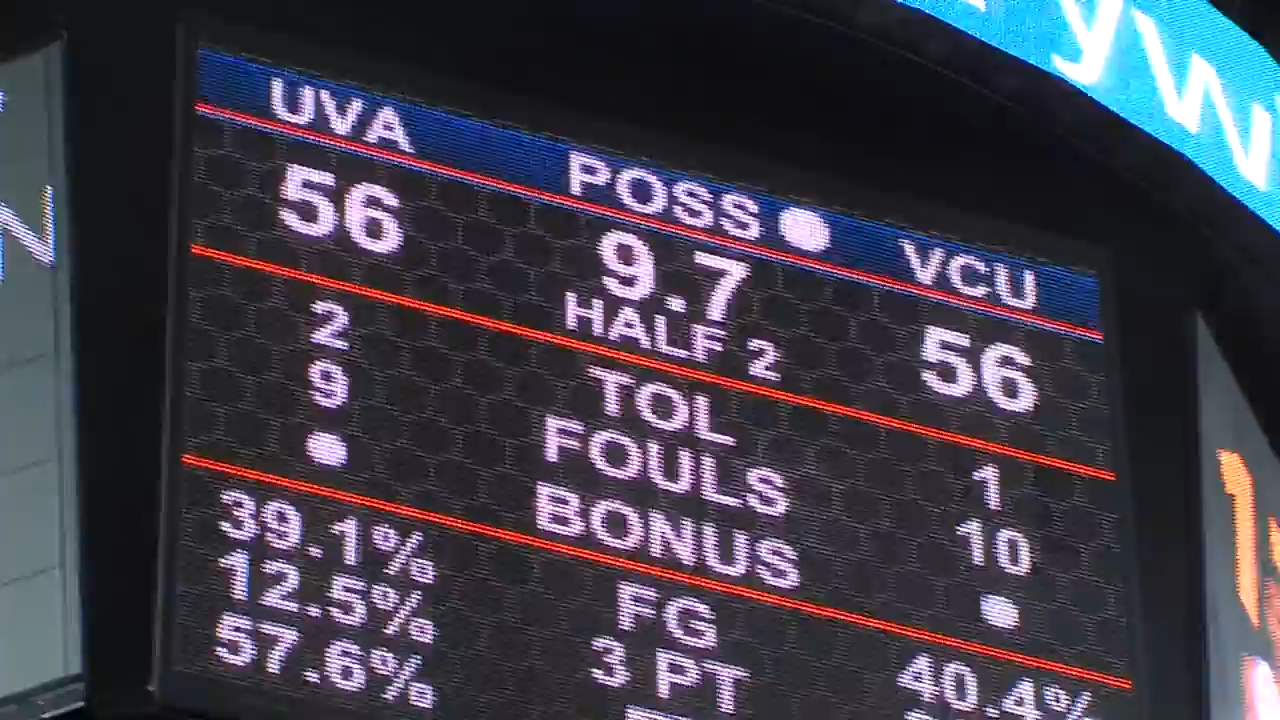 yW
N
UVA POSS VCU
56 9.7 56
HALF 2
2 TOL 1
9 FOULS 10
BONUS
39.1% FG 40.4%
12.5% 3 PT
57.6%